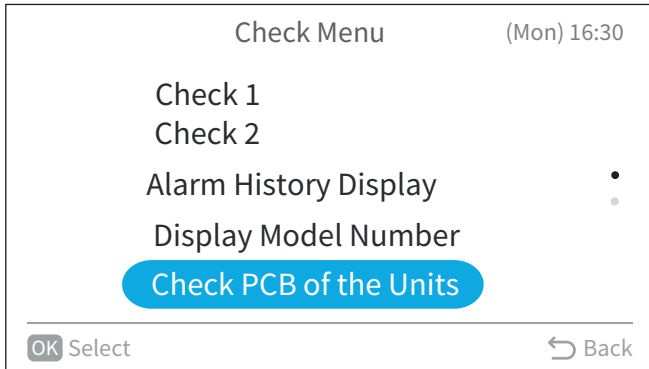 Check Menu (Mon) 16:30
Check 1
Check 2
Alarm History Display
Display Model Number
Check PCB of the Units
OK Select Back